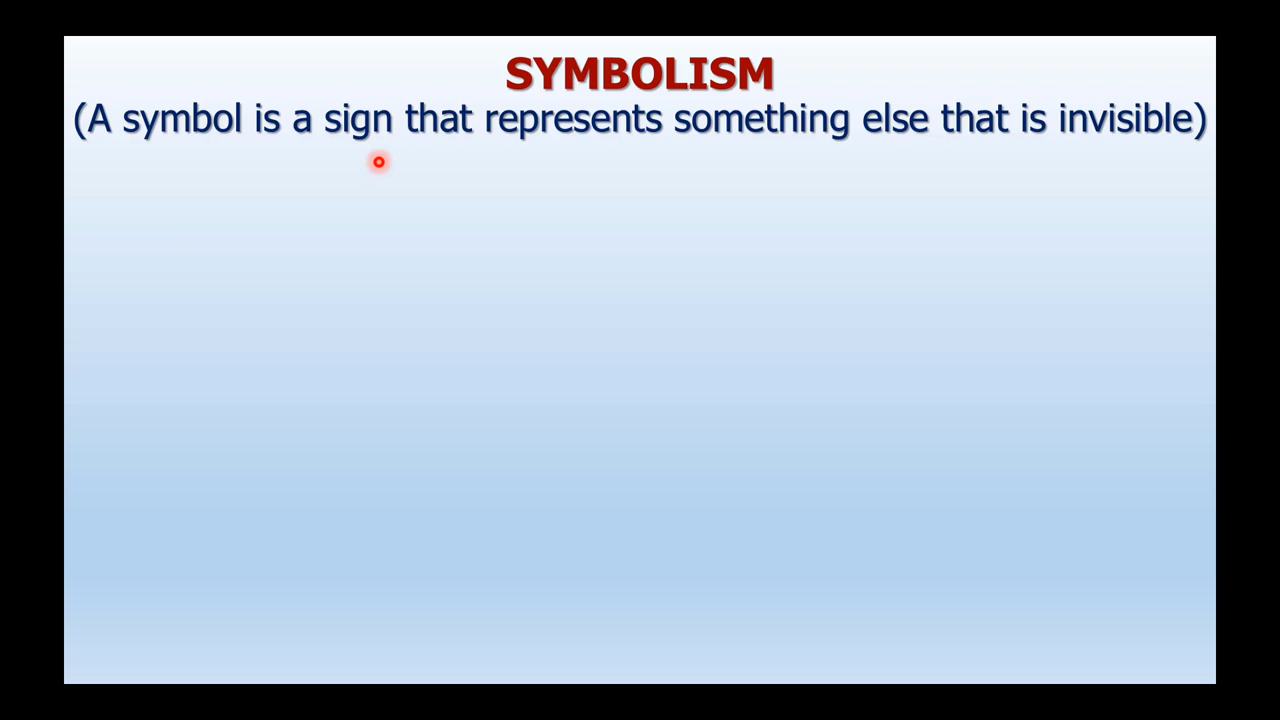 SYMBOLISM
(A symbol is a sign that represents something else that is invisible)